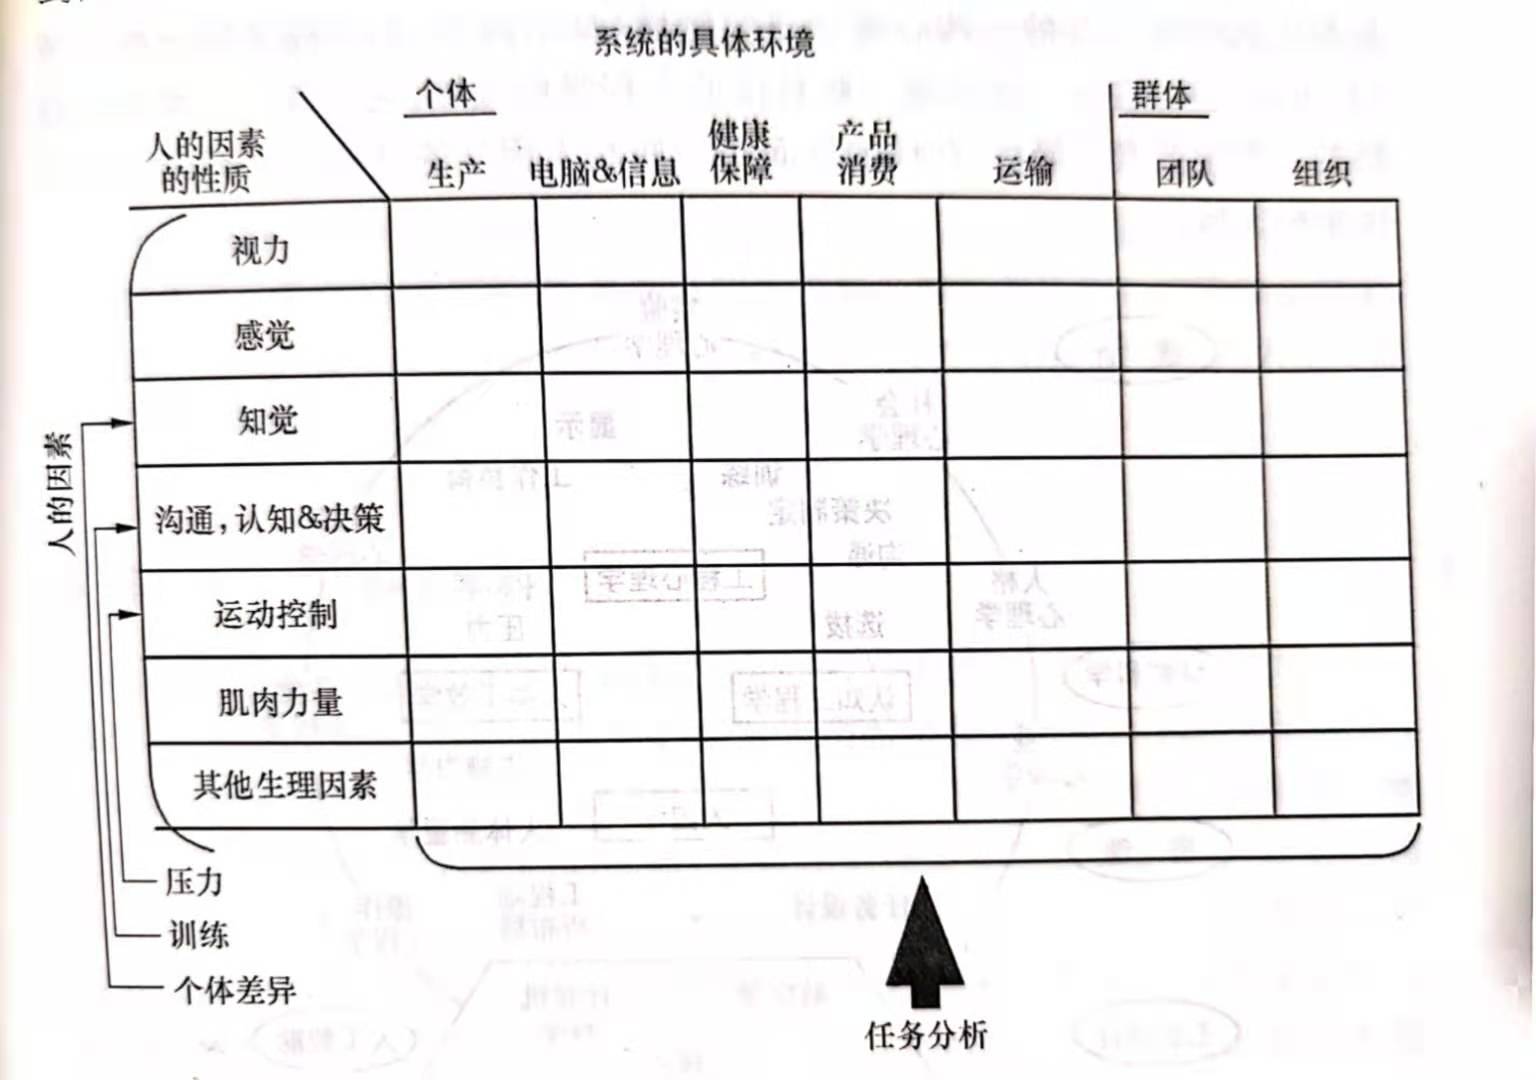 系统的具体环境
个体
群体
人的因素
的性质
生产
电脑&信息
健康
保障
产品
消费
运输
团队
组织
视力
感觉
知觉
沟通,认知&决策
运动控制
肌肉力量
其他生理因素
人的因素
压力
训练
个体差异
任务分析